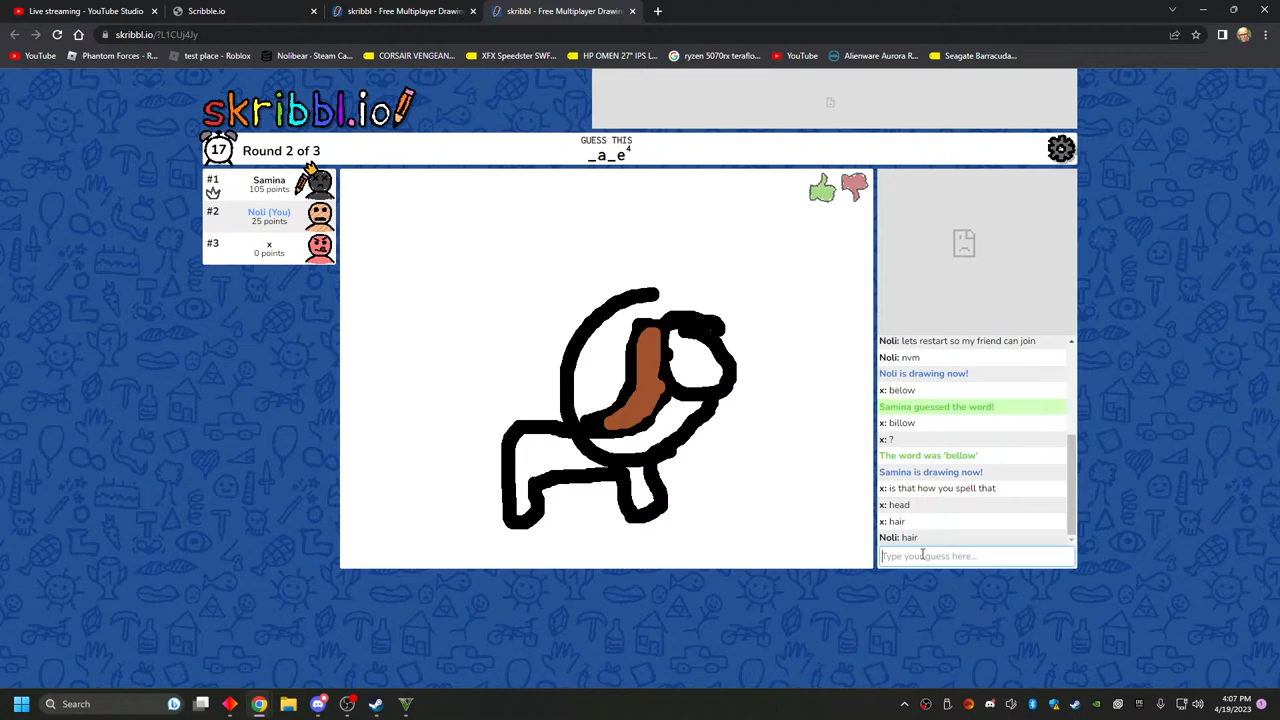 Live streaming - YouTube Studio
Scribble.io
skribbl - Free Multiplayer Drawin
skribbl - Free Multiplayer Drawin
skribbl.io/?L1CUj4Jy
YouTube
Phantom Forces - R...
test place - Roblox
Nolibear - Steam Ca...
CORSAIR VENGEAN...
XFX Speedster SWF...
HP OMEN 27" IPS L...
ryzen 5070x teraflo...
YouTube
Alienware Aurora R...
Seagate Barracuda...
skribbl.io
17
Round 2 of 3
GUESS THIS
_a_e 4
#1
Samina
105 points
#2
Noli (You)
25 points
#3
x
0 points
Noli: lets restart so my friend can join
Noli: nvm
Noli is drawing now!
x: below
Samina guessed the word!
x: billow
x: ?
The word was 'bellow'
Samina is drawing now!
x: is that how you spell that
x: head
x: hair
Noli: hair
Type your guess here...
Search
4:07 PM
4/19/2023
1